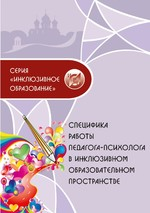 СЕРИЯ
«ИНКЛЮЗИВНОЕ
ОБРАЗОВАНИЕ»
СПЕЦИФИКА
РАБОТЫ
ПЕДАГОГА-ПСИХОЛОГА
В ИНКЛЮЗИВНОМ
ОБРАЗОВАТЕЛЬНОМ
ПРОСТРАНСТВЕ